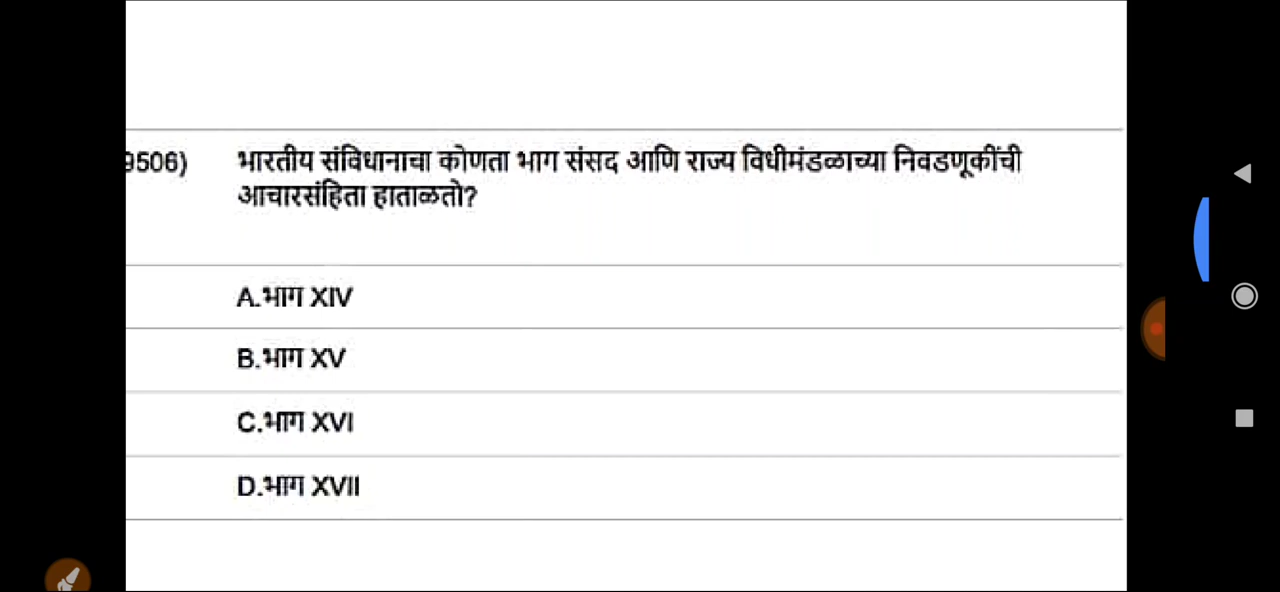 9506) भारतीय संविधानाचा कोणता भाग संसद आणि राज्य विधीमंडळाच्या निवडणूकींची
आचारसंहिता हाताळतो?
A.भाग XIV
B.भाग XV
C.भाग XVI
D.भाग XVII